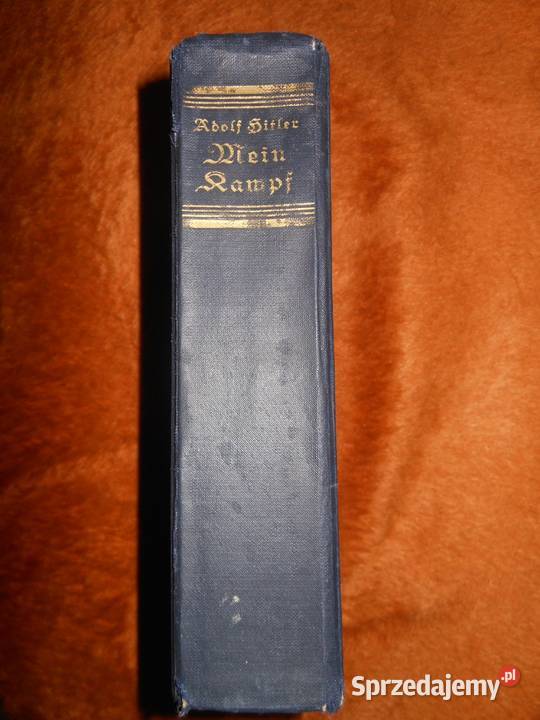 Adolf Hitler
Mein
Kampf
Sprzedajemy.pl